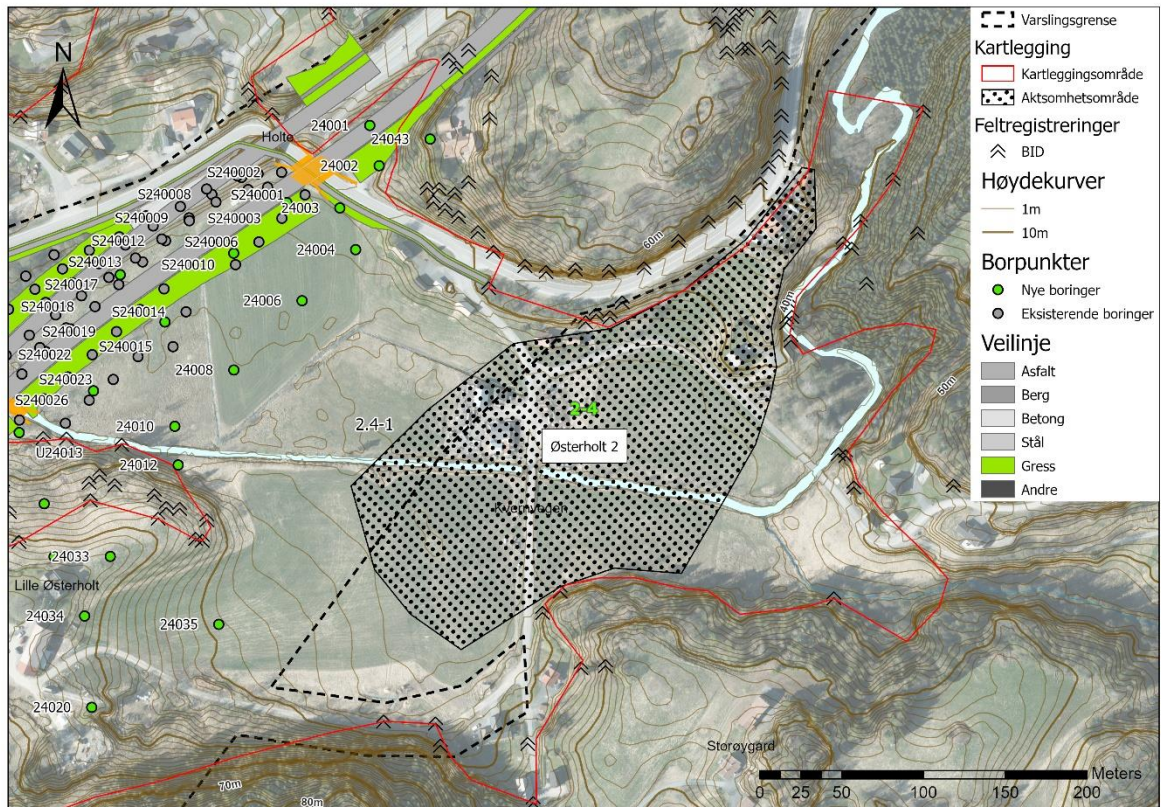 N
Holte
24001
24043
24002
S240002
S240008
S240001
24003
S240009
S240003
S240012
S240006
24004
S240013
S240010
S240017
24006
S240018
S240014
S240019
S240015
S240022
24008
S240023
S240026
24010
2.4-1
2-4
Østerholt 2
U24013
24012
Kvernvegen
24033
Lille Østerholt
24034
24035
24020
Storøygard
60m
40m
50m
70m
80m
Varslingsgrense
Kartlegging
Kartleggingsområde
Aktsomhetsområde
Feltregistreringer
BID
Høydekurver
1m
10m
Borpunkter
Nye boringer
Eksisterende boringer
Veilinje
Asfalt
Berg
Betong
Stål
Gress
Andre
Meters
0 25 50 100 150 200